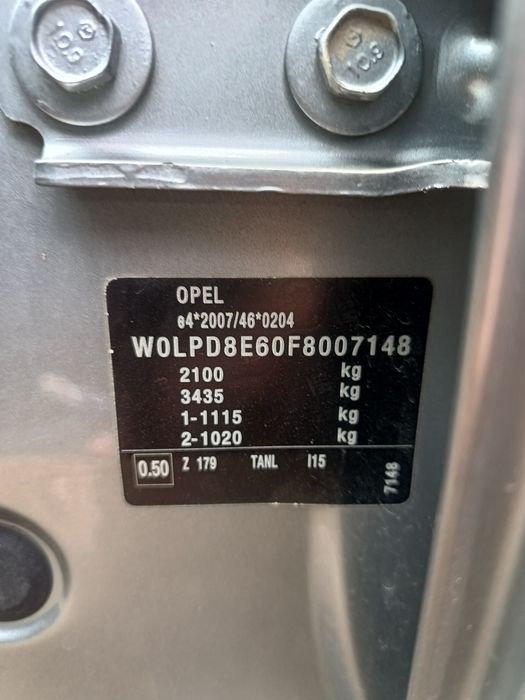 10.9
10.9
OPEL
e4*2007/46*0204
W0LPD8E60F8007148
2100 kg
3435 kg
1-1115 kg
2-1020 kg
0.50 Z 179 TANL I15
7148